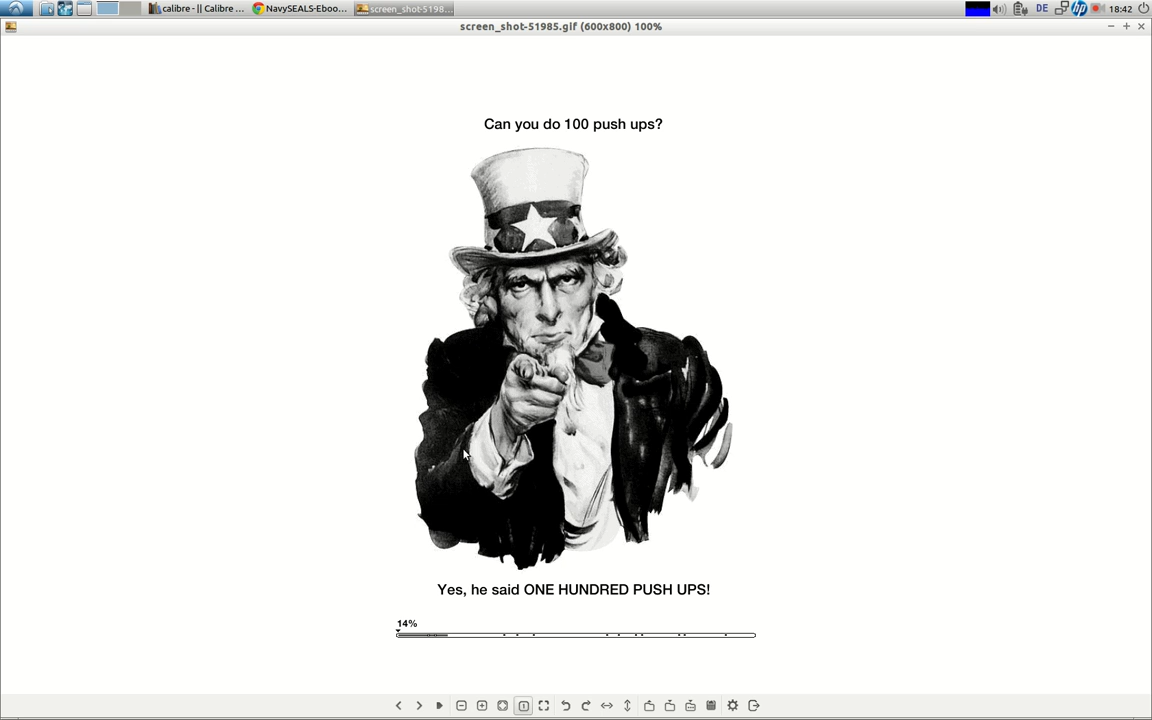 calibre - || Calibre ...
NavySEALS-Eboo...
screen_shot-5198...
DE
hp
18:42
screen_shot-51985.gif (600x800) 100%
Can you do 100 push ups?
Yes, he said ONE HUNDRED PUSH UPS!
14%